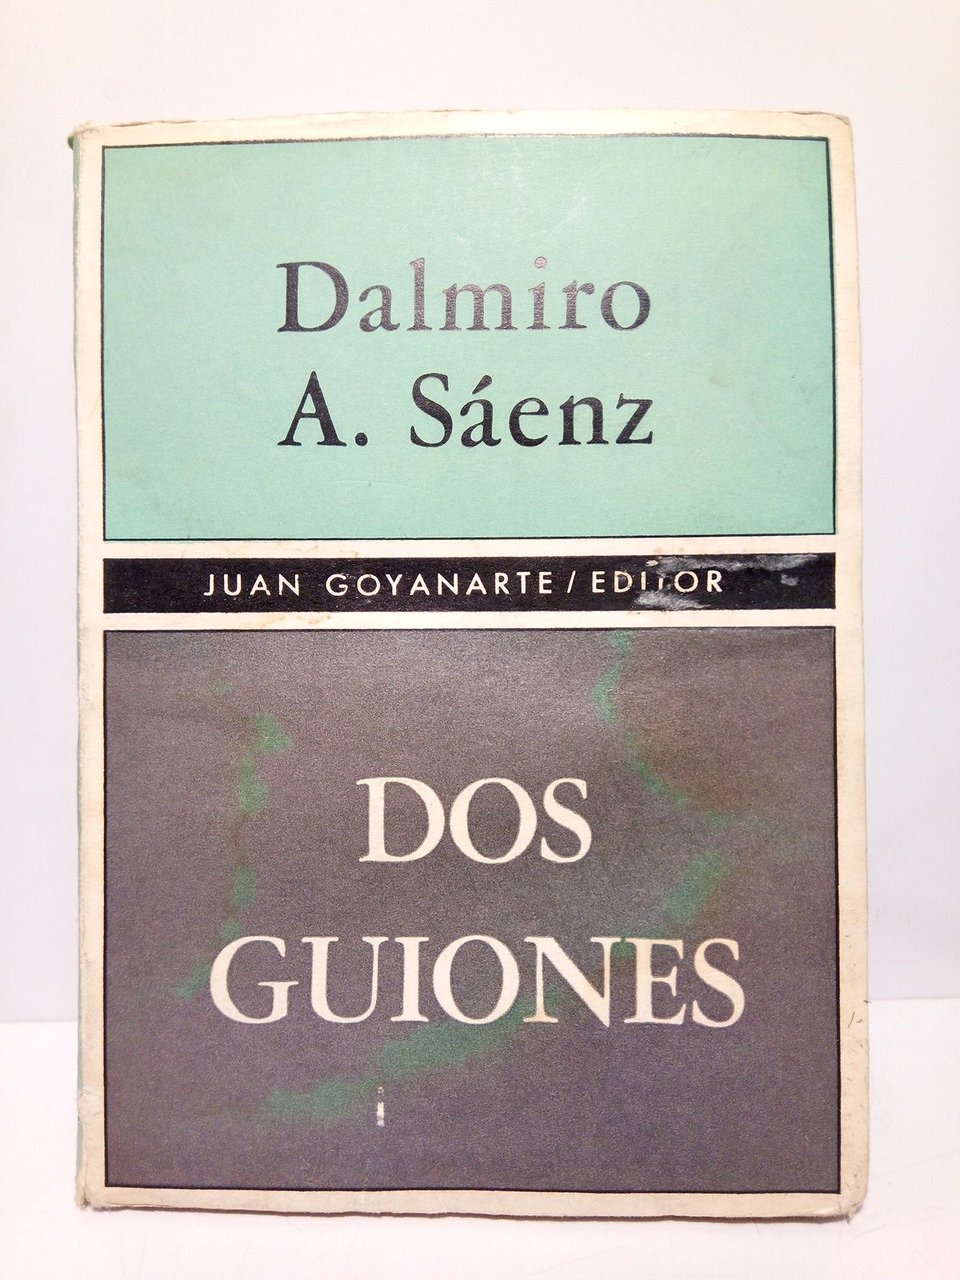 Dalmiro
A. Sáenz
JUAN GOYANARTE / EDITOR
DOS
GUIONES